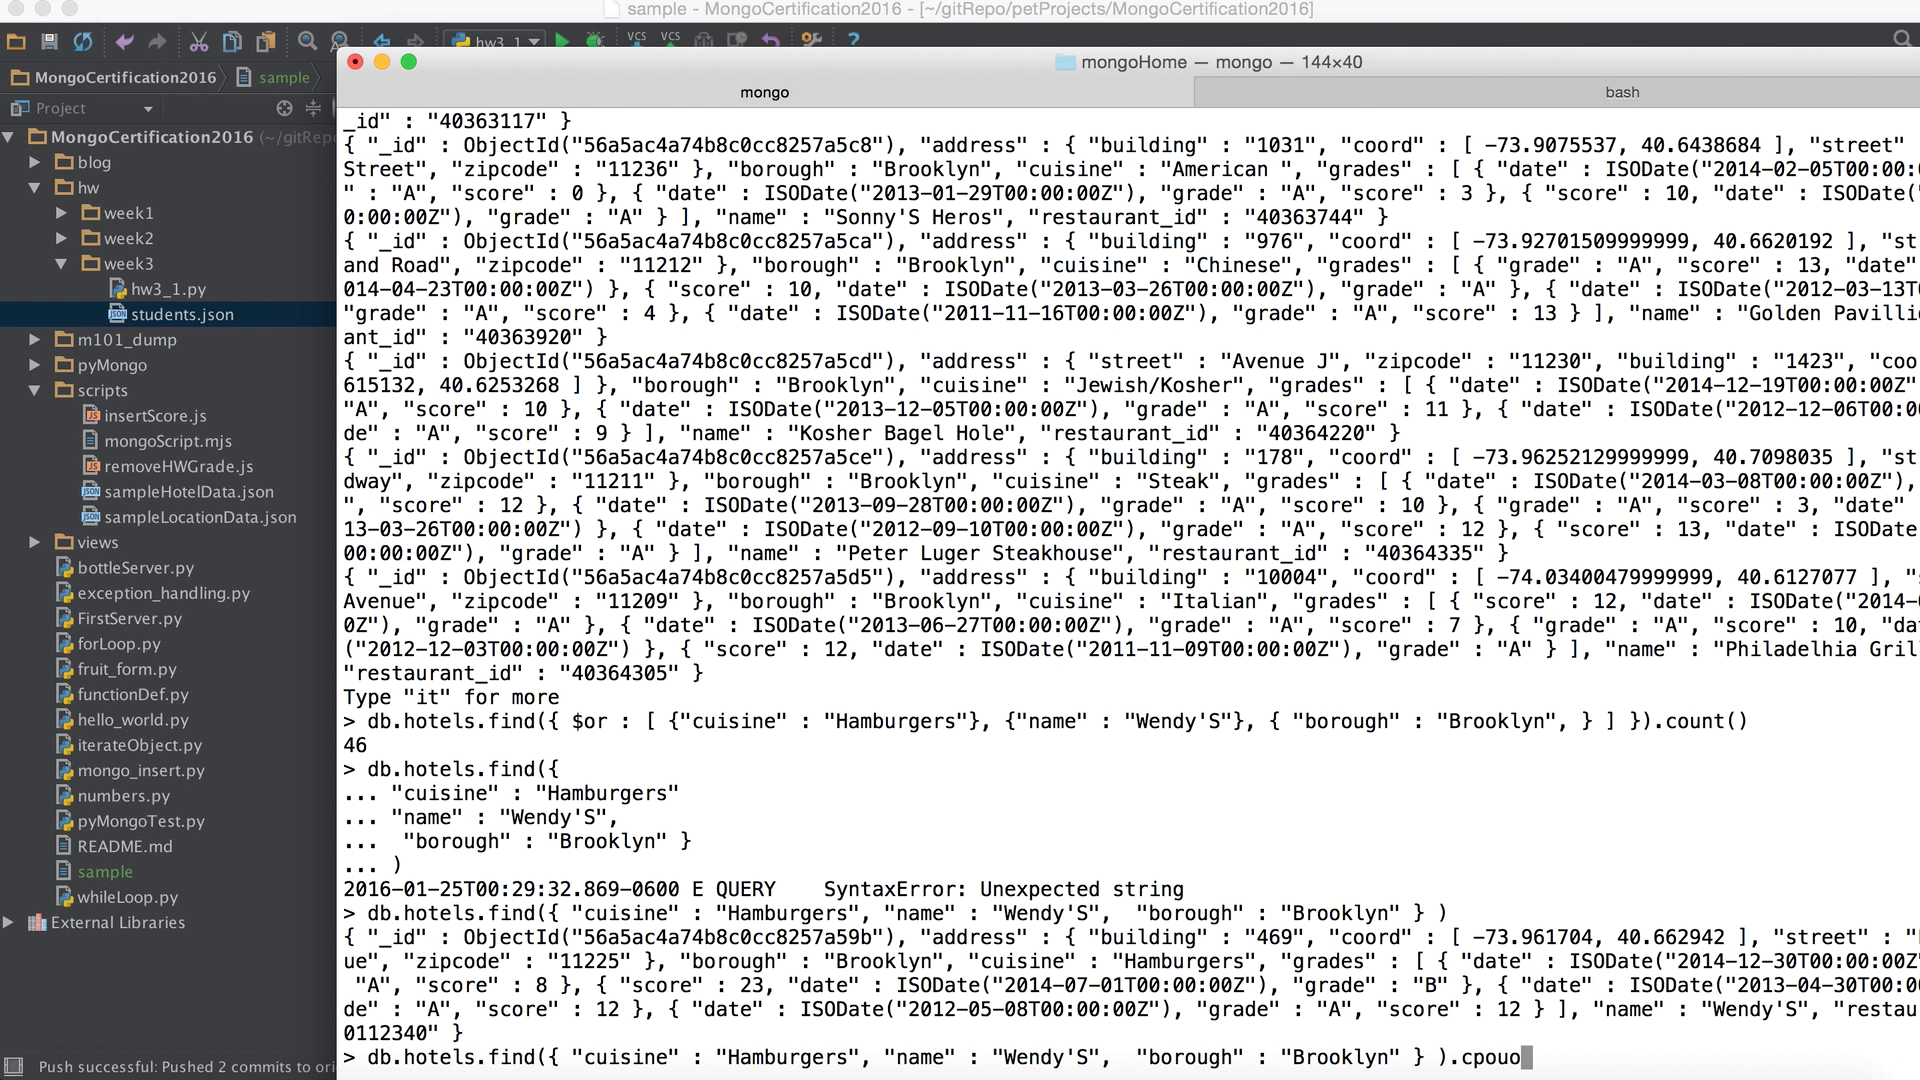 sample - MongoCertification2016 - [~/gitRepo/petProjects/MongoCertification2016]
hw3_1
VCS VCS ?
MongoCertification2016 sample
mongoHome — mongo — 144×40
mongo bash
Project
MongoCertification2016 (~/gitRepo
blog
hw
week1
week2
week3
hw3_1.py
students.json
m101_dump
pyMongo
scripts
insertScore.js
mongoScript.mjs
removeHWGrade.js
sampleHotelData.json
sampleLocationData.json
views
bottleServer.py
exception_handling.py
FirstServer.py
forLoop.py
fruit_form.py
functionDef.py
hello_world.py
iterateObject.py
mongo_insert.py
numbers.py
pyMongoTest.py
README.md
sample
whileLoop.py
External Libraries
_id" : "40363117" }
{ "_id" : ObjectId("56a5ac4a74b8c0cc8257a5c8"), "address" : { "building" : "1031", "coord" : [ -73.9075537, 40.6438684 ], "street" 
Street", "zipcode" : "11236" }, "borough" : "Brooklyn", "cuisine" : "American ", "grades" : [ { "date" : ISODate("2014-02-05T00:00:0
" : "A", "score" : 0 }, { "date" : ISODate("2013-01-29T00:00:00Z"), "grade" : "A", "score" : 3 }, { "score" : 10, "date" : ISODate("
0:00:00Z"), "grade" : "A" } ], "name" : "Sonny'S Heros", "restaurant_id" : "40363744" }
{ "_id" : ObjectId("56a5ac4a74b8c0cc8257a5ca"), "address" : { "building" : "976", "coord" : [ -73.92701509999999, 40.6620192 ], "st
and Road", "zipcode" : "11212" }, "borough" : "Brooklyn", "cuisine" : "Chinese", "grades" : [ { "grade" : "A", "score" : 13, "date" 
014-04-23T00:00:00Z") }, { "score" : 10, "date" : ISODate("2013-03-26T00:00:00Z"), "grade" : "A" }, { "date" : ISODate("2012-03-13T0
"grade" : "A", "score" : 4 }, { "date" : ISODate("2011-11-16T00:00:00Z"), "grade" : "A", "score" : 13 } ], "name" : "Golden Pavilli
ant_id" : "40363920" }
{ "_id" : ObjectId("56a5ac4a74b8c0cc8257a5cd"), "address" : { "street" : "Avenue J", "zipcode" : "11230", "building" : "1423", "coo
615132, 40.6253268 ] }, "borough" : "Brooklyn", "cuisine" : "Jewish/Kosher", "grades" : [ { "date" : ISODate("2014-12-19T00:00:00Z"
"A", "score" : 10 }, { "date" : ISODate("2013-12-05T00:00:00Z"), "grade" : "A", "score" : 11 }, { "date" : ISODate("2012-12-06T00:0
de" : "A", "score" : 9 } ], "name" : "Kosher Bagel Hole", "restaurant_id" : "40364220" }
{ "_id" : ObjectId("56a5ac4a74b8c0cc8257a5ce"), "address" : { "building" : "178", "coord" : [ -73.96252129999999, 40.7098035 ], "st
dway", "zipcode" : "11211" }, "borough" : "Brooklyn", "cuisine" : "Steak", "grades" : [ { "date" : ISODate("2014-03-08T00:00:00Z"),
", "score" : 12 }, { "date" : ISODate("2013-09-28T00:00:00Z"), "grade" : "A", "score" : 10 }, { "grade" : "A", "score" : 3, "date" 
13-03-26T00:00:00Z") }, { "date" : ISODate("2012-09-10T00:00:00Z"), "grade" : "A", "score" : 12 }, { "score" : 13, "date" : ISODate
00:00:00Z"), "grade" : "A" } ], "name" : "Peter Luger Steakhouse", "restaurant_id" : "40364335" }
{ "_id" : ObjectId("56a5ac4a74b8c0cc8257a5d5"), "address" : { "building" : "10004", "coord" : [ -74.03400479999999, 40.6127077 ], "s
Avenue", "zipcode" : "11209" }, "borough" : "Brooklyn", "cuisine" : "Italian", "grades" : [ { "score" : 12, "date" : ISODate("2014-
0Z"), "grade" : "A" }, { "date" : ISODate("2013-06-27T00:00:00Z"), "grade" : "A", "score" : 7 }, { "grade" : "A", "score" : 10, "da
("2012-12-03T00:00:00Z") }, { "score" : 12, "date" : ISODate("2011-11-09T00:00:00Z"), "grade" : "A" } ], "name" : "Philadelhia Gril
"restaurant_id" : "40364305" }
Type "it" for more
> db.hotels.find({ $or : [ {"cuisine" : "Hamburgers"}, {"name" : "Wendy'S"}, { "borough" : "Brooklyn", } ] }).count()
46
> db.hotels.find({
... "cuisine" : "Hamburgers"
... "name" : "Wendy'S",
...  "borough" : "Brooklyn" }
... )
2016-01-25T00:29:32.869-0600 E QUERY    SyntaxError: Unexpected string
> db.hotels.find({ "cuisine" : "Hamburgers", "name" : "Wendy'S",  "borough" : "Brooklyn" } )
{ "_id" : ObjectId("56a5ac4a74b8c0cc8257a59b"), "address" : { "building" : "469", "coord" : [ -73.961704, 40.662942 ], "street" : "
ue", "zipcode" : "11225" }, "borough" : "Brooklyn", "cuisine" : "Hamburgers", "grades" : [ { "date" : ISODate("2014-12-30T00:00:00Z
"A", "score" : 8 }, { "score" : 23, "date" : ISODate("2014-07-01T00:00:00Z"), "grade" : "B" }, { "date" : ISODate("2013-04-30T00:00
de" : "A", "score" : 12 }, { "date" : ISODate("2012-05-08T00:00:00Z"), "grade" : "A", "score" : 12 } ], "name" : "Wendy'S", "restau
0112340" }
> db.hotels.find({ "cuisine" : "Hamburgers", "name" : "Wendy'S",  "borough" : "Brooklyn" } ).cpouo
Push successful: Pushed 2 commits to ori